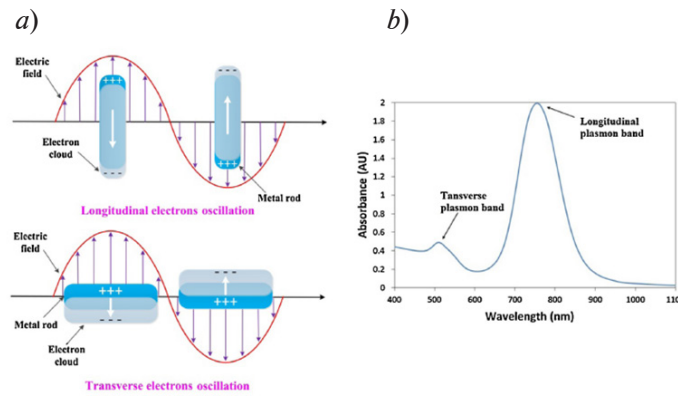 a)
Electric
field
+++
Electron
cloud
- - -
- - -
+++
Metal rod
Longitudinal electrons oscillation
Electric
field
+++
Metal rod
- - -
Electron
cloud
- - -
+++
Transverse electrons oscillation
b)
Absorbance (AU)
2
1.8
1.6
1.4
1.2
1
0.8
0.6
0.4
0.2
0
Longitudinal
plasmon band
Tansverse
plasmon band
400 500 600 700 800 900 1000 110
Wavelength (nm)